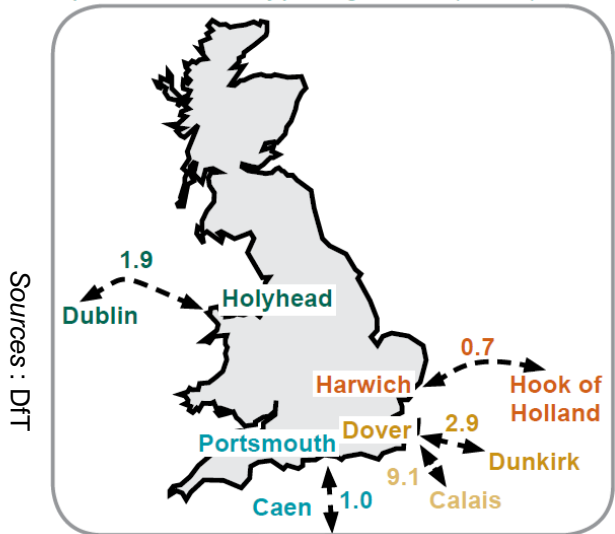 1.9
Dublin
Holyhead
0.7
Harwich
Hook of
Holland
Portsmouth
Dover
2.9
Dunkirk
9.1
Calais
Caen
1.0
Sources : DfT